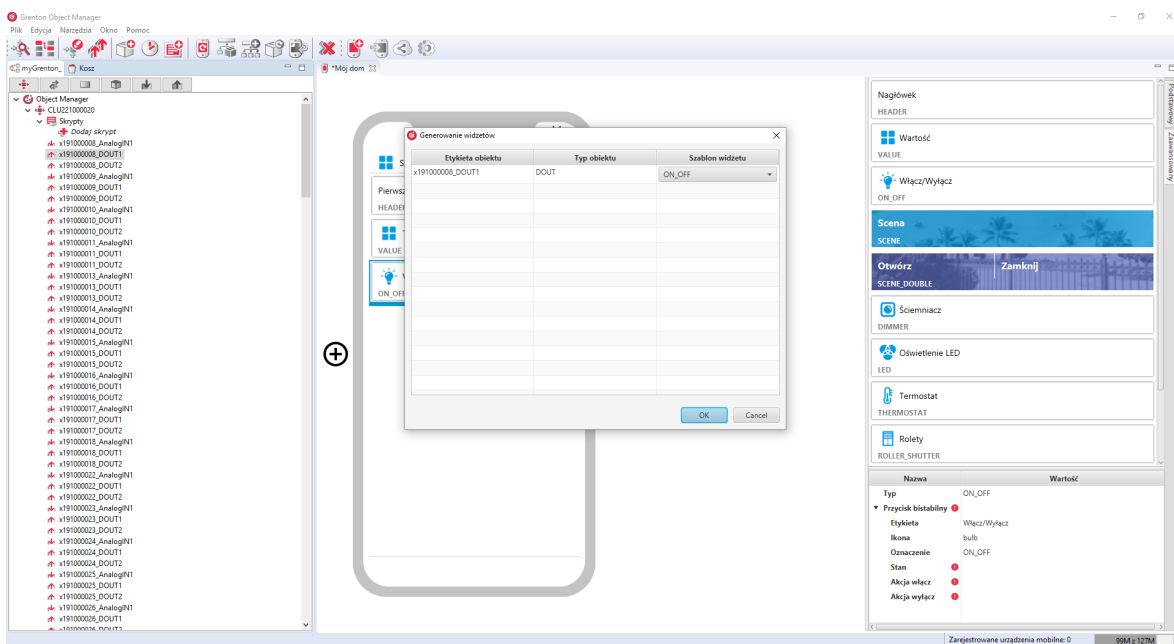 Grenton Object Manager
Plik Edycja Narzędzia Okno Pomoc
myGrenton_ Kosz
*Mój dom
Object Manager
CLU221000020
Skrypty
Dodaj skrypt
x191000008_AnalogIN1
x191000008_DOUT1
x191000008_DOUT2
x191000009_AnalogIN1
x191000009_DOUT1
x191000009_DOUT2
x191000010_AnalogIN1
x191000010_DOUT1
x191000010_DOUT2
x191000011_AnalogIN1
x191000011_DOUT1
x191000011_DOUT2
x191000013_AnalogIN1
x191000013_DOUT1
x191000013_DOUT2
x191000014_AnalogIN1
x191000014_DOUT1
x191000014_DOUT2
x191000015_AnalogIN1
x191000015_DOUT1
x191000015_DOUT2
x191000016_AnalogIN1
x191000016_DOUT1
x191000016_DOUT2
x191000017_AnalogIN1
x191000017_DOUT1
x191000017_DOUT2
x191000018_AnalogIN1
x191000018_DOUT1
x191000018_DOUT2
x191000022_AnalogIN1
x191000022_DOUT1
x191000022_DOUT2
x191000023_AnalogIN1
x191000023_DOUT1
x191000023_DOUT2
x191000024_AnalogIN1
x191000024_DOUT1
x191000024_DOUT2
x191000025_AnalogIN1
x191000025_DOUT1
x191000025_DOUT2
x191000026_AnalogIN1
x191000026_DOUT1
x191000026_DOUT2
S
Pierwsz
HEADER
VALUE
ON_OFF
Generowanie widżetów
Etykieta obiektu Typ obiektu Szablon widżetu
x191000008_DOUT1 DOUT ON_OFF
OK Cancel
Nagłówek
HEADER
Wartość
VALUE
Włącz/Wyłącz
ON_OFF
Scena
SCENE
Otwórz Zamknij
SCENE_DOUBLE
Ściemniacz
DIMMER
Oświetlenie LED
LED
Termostat
THERMOSTAT
Rolety
ROLLER_SHUTTER
Podstawowy
Zaawansowany
Nazwa Wartość
Typ ON_OFF
Przycisk bistabilny
Etykieta Włącz/Wyłącz
Ikona bulb
Oznaczenie ON_OFF
Stan
Akcja włącz
Akcja wyłącz
Zarejestrowane urządzenia mobilne: 0 99M z 127M